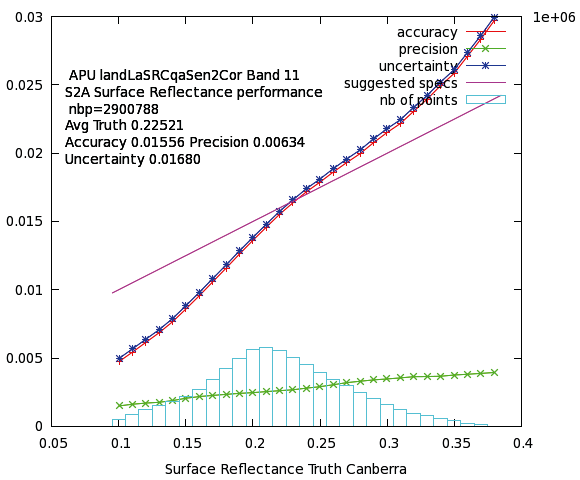 0.03
1e+06
accuracy
precision
uncertainty
suggested specs
nb of points
APU landLaSRCqaSen2Cor Band 11
S2A Surface Reflectance performance
nbp=2900788
Avg Truth 0.22521
Accuracy 0.01556 Precision 0.00634
Uncertainty 0.01680
0.025
0.02
0.015
0.01
0.005
0
0.05
0.1
0.15
0.2
0.25
0.3
0.35
0.4
Surface Reflectance Truth Canberra